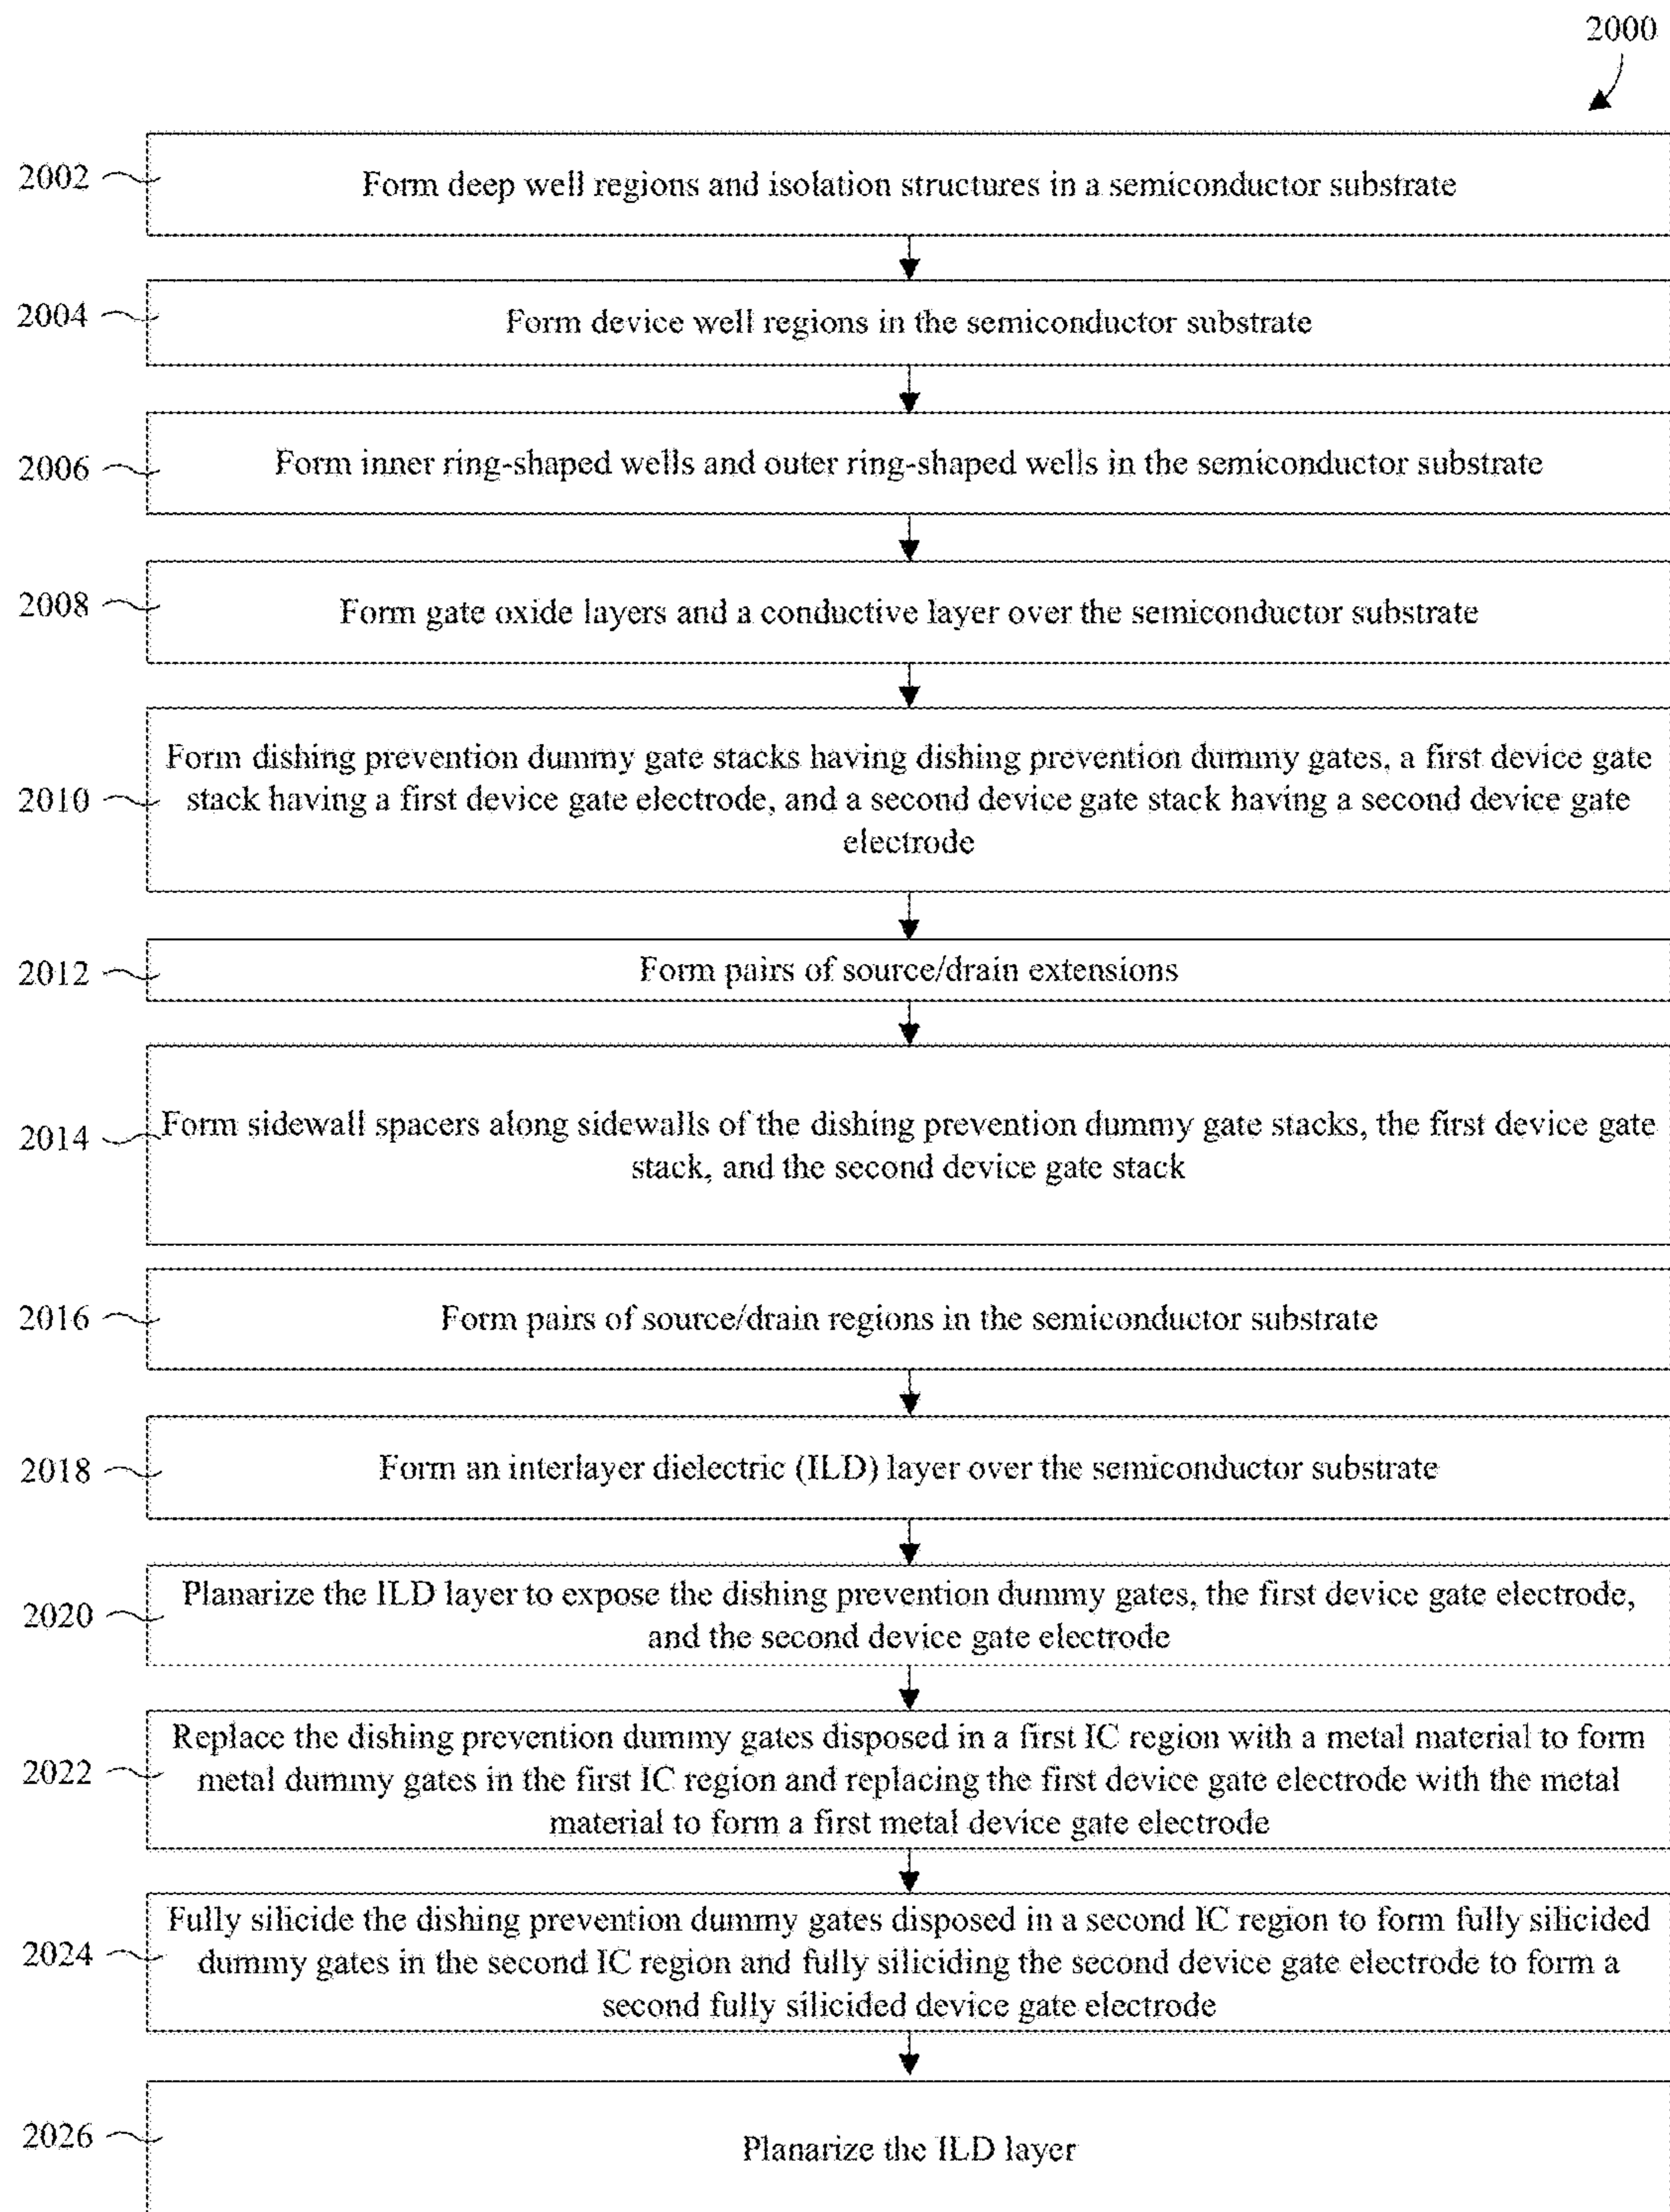 2000
2002
Form deep well regions and isolation structures in a semiconductor substrate
2004
Form device well regions in the semiconductor substrate
2006
Form inner ring-shaped wells and outer ring-shaped wells in the semiconductor substrate
2008
Form gate oxide layers and a conductive layer over the semiconductor substrate
2010
Form dishing prevention dummy gate stacks having dishing prevention dummy gates, a first device gate
stack having a first device gate electrode, and a second device gate stack having a second device gate
electrode
2012
Form pairs of source/drain extensions
2014
Form sidewall spacers along sidewalls of the dishing prevention dummy gate stacks, the first device gate
stack, and the second device gate stack
2016
Form pairs of source/drain regions in the semiconductor substrate
2018
Form an interlayer dielectric (ILD) layer over the semiconductor substrate
2020
Planarize the ILD layer to expose the dishing prevention dummy gates, the first device gate electrode,
and the second device gate electrode
2022
Replace the dishing prevention dummy gates disposed in a first IC region with a metal material to form
metal dummy gates in the first IC region and replacing the first device gate electrode with the metal
material to form a first metal device gate electrode
2024
Fully silicide the dishing prevention dummy gates disposed in a second IC region to form fully silicided
dummy gates in the second IC region and fully siliciding the second device gate electrode to form a
second fully silicided device gate electrode
2026
Planarize the ILD layer